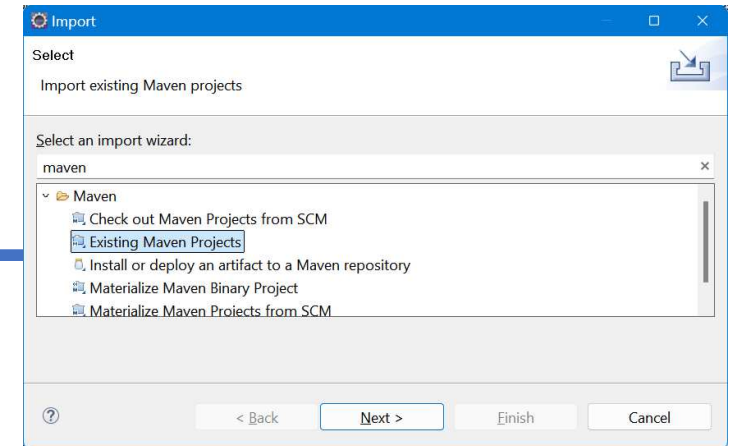 Import
Select
Import existing Maven projects
Select an import wizard:
maven
Maven
Check out Maven Projects from SCM
Existing Maven Projects
Install or deploy an artifact to a Maven repository
Materialize Maven Binary Project
Materialize Maven Projects from SCM
? < Back Next > Finish Cancel